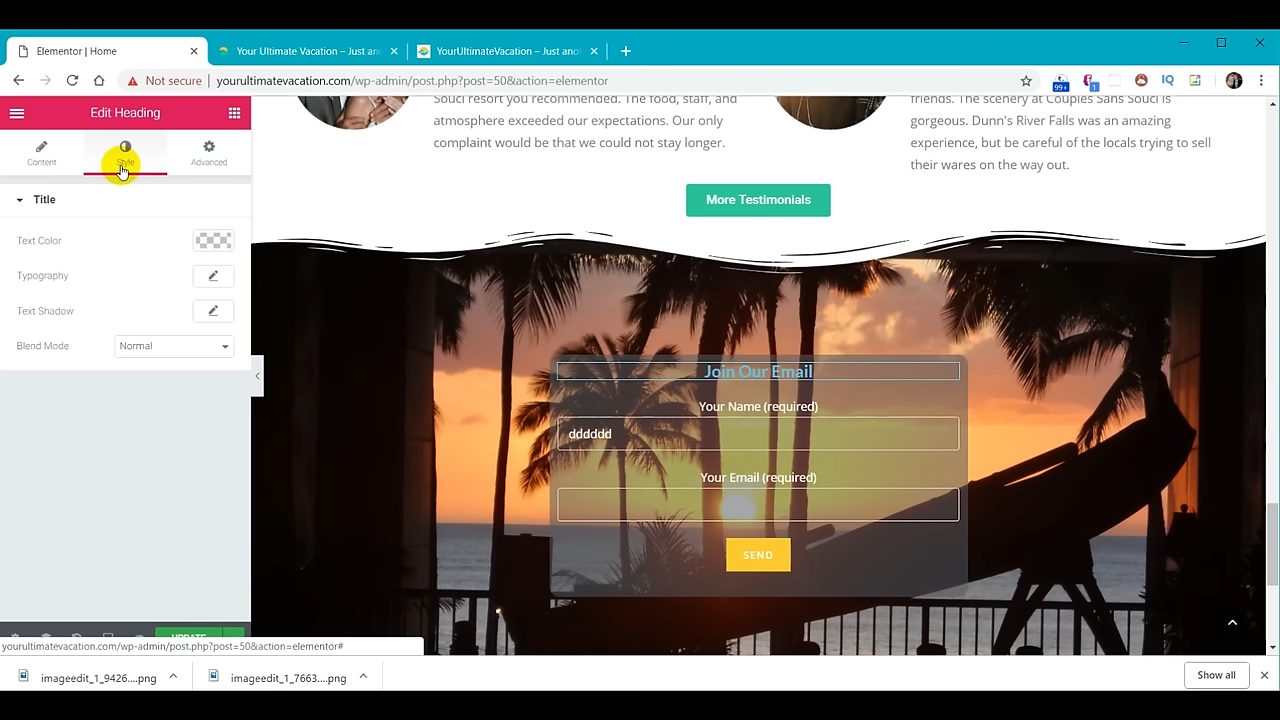 Elementor | Home
Your Ultimate Vacation – Just an
YourUltimateVacation – Just anot
Not secure | yourultimatevacation.com/wp-admin/post.php?post=50&action=elementor
99+
1
IQ
Edit Heading
Content
Style
Advanced
Title
Text Color
Typography
Text Shadow
Blend Mode
Normal
Souci resort you recommended. The food, staff, and
atmosphere exceeded our expectations. Our only
complaint would be that we could not stay longer.
friends. The scenery at Couples Sans Souci is
gorgeous. Dunn's River Falls was an amazing
experience, but be careful of the locals trying to sell
their wares on the way out.
More Testimonials
Join Our Email
Your Name (required)
dddddd
Your Email (required)
SEND
UPDATE
yourultimatevacation.com/wp-admin/post.php?post=50&action=elementor#
imageedit_1_9426....png
imageedit_1_7663....png
Show all